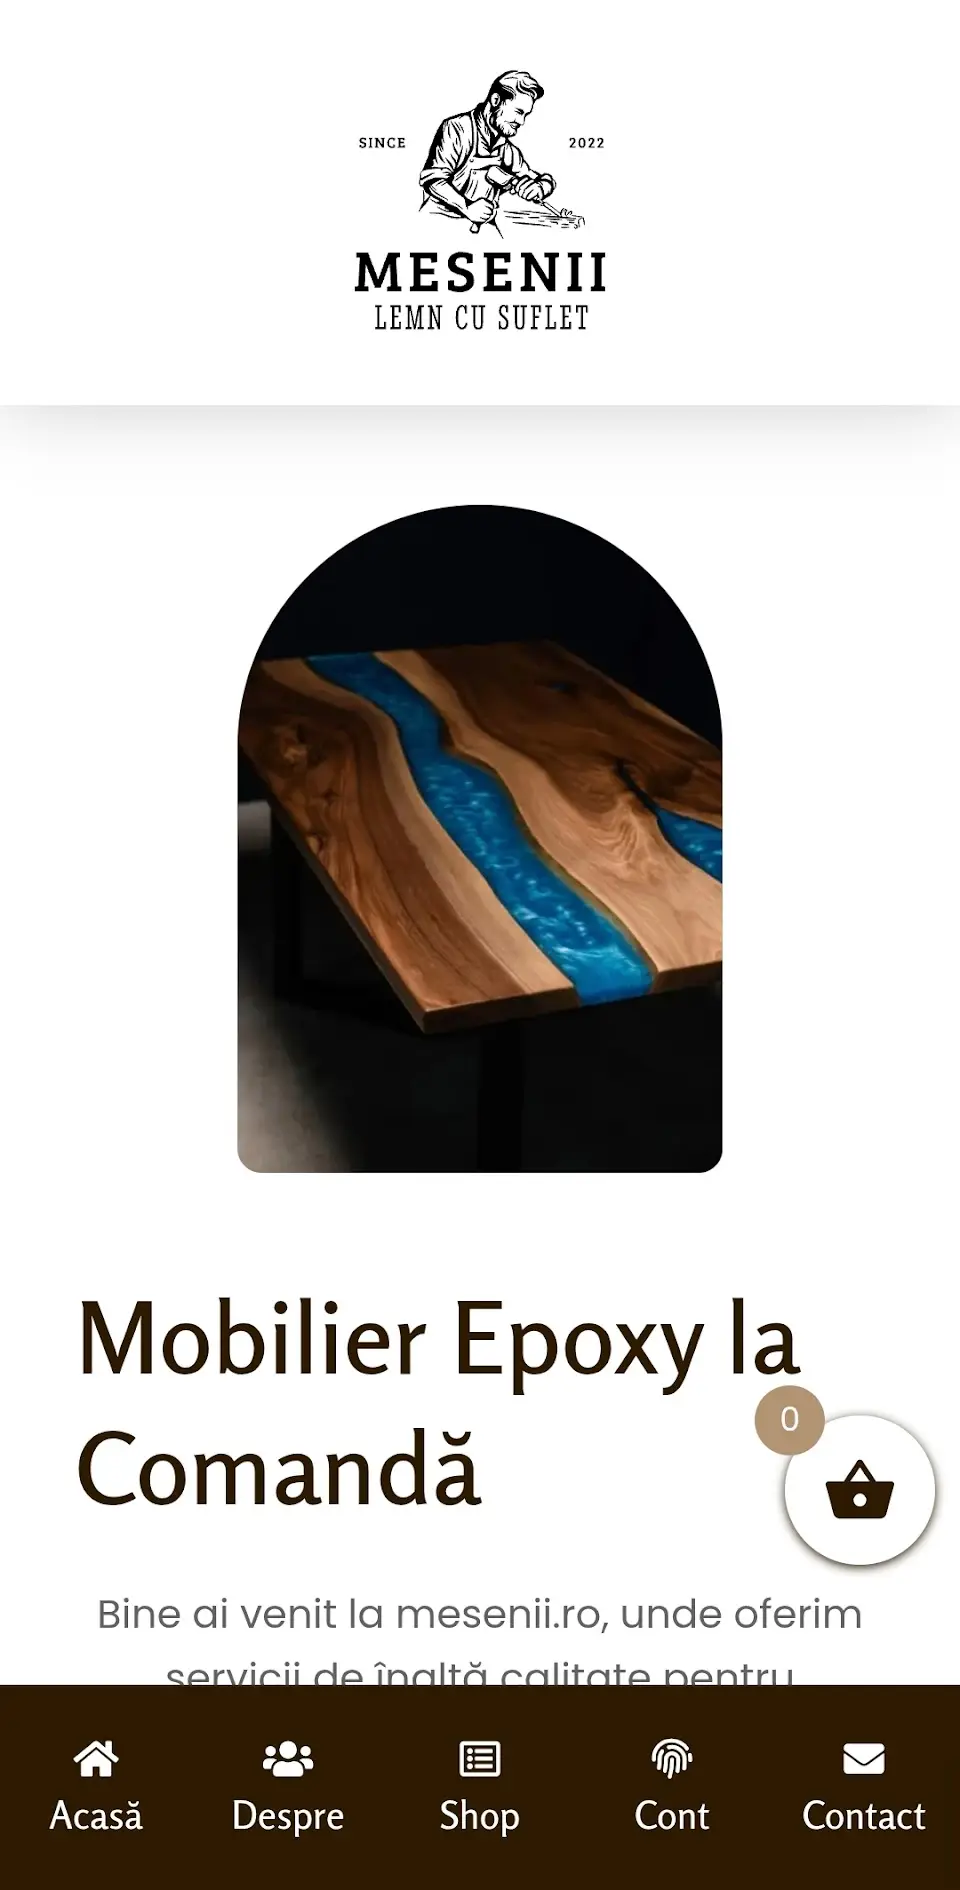 SINCE 2022
MESENII
LEMN CU SUFLET
Mobilier Epoxy la
Comandă
0
Bine ai venit la mesenii.ro, unde oferim
servicii de înaltă calitate pentru
Acasă Despre Shop Cont Contact